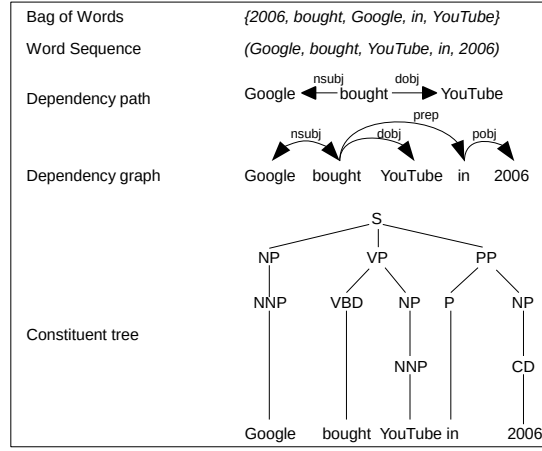 Bag of Words {2006, bought, Google, in, YouTube}
Word Sequence (Google, bought, YouTube, in, 2006)
nsubj dobj
Dependency path Google bought YouTube
prep
nsubj dobj pobj
Dependency graph Google bought YouTube in 2006
S
NP VP PP
NNP VBD NP P NP
Constituent tree
NNP CD
Google bought YouTube in 2006